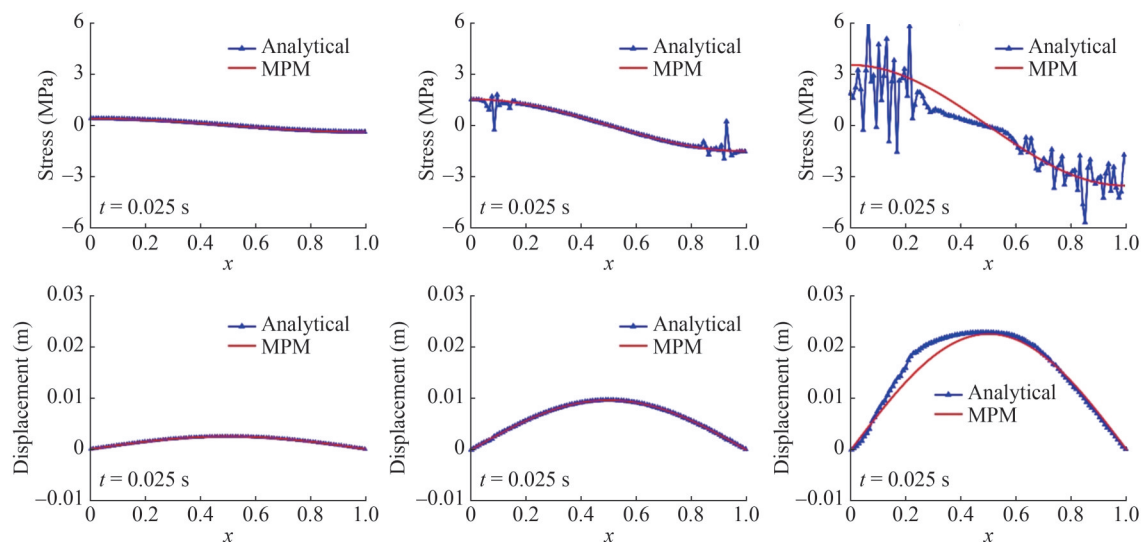 6
3
0
−3
−6
Stress (MPa)
Analytical
MPM
t = 0.025 s
0 0.2 0.4 0.6 0.8 1.0
x
6
3
0
−3
−6
Stress (MPa)
Analytical
MPM
t = 0.025 s
0 0.2 0.4 0.6 0.8 1.0
x
6
3
0
−3
−6
Stress (MPa)
Analytical
MPM
t = 0.025 s
0 0.2 0.4 0.6 0.8 1.0
x
0.03
0.02
0.01
0
−0.01
Displacement (m)
Analytical
MPM
t = 0.025 s
0 0.2 0.4 0.6 0.8 1.0
x
0.03
0.02
0.01
0
−0.01
Displacement (m)
Analytical
MPM
t = 0.025 s
0 0.2 0.4 0.6 0.8 1.0
x
0.03
0.02
0.01
0
−0.01
Displacement (m)
Analytical
MPM
t = 0.025 s
0 0.2 0.4 0.6 0.8 1.0
x